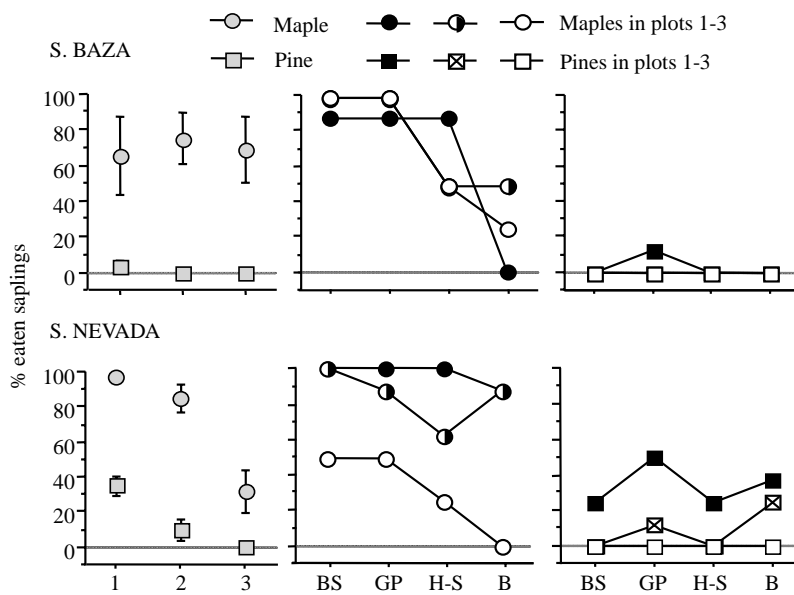 Maple
Maples in plots 1-3
S. BAZA
Pine
Pines in plots 1-3
100
80
60
40
20
0
% eaten saplings
S. NEVADA
100
80
60
40
20
0
1 2 3
BS GP H-S B
BS GP H-S B